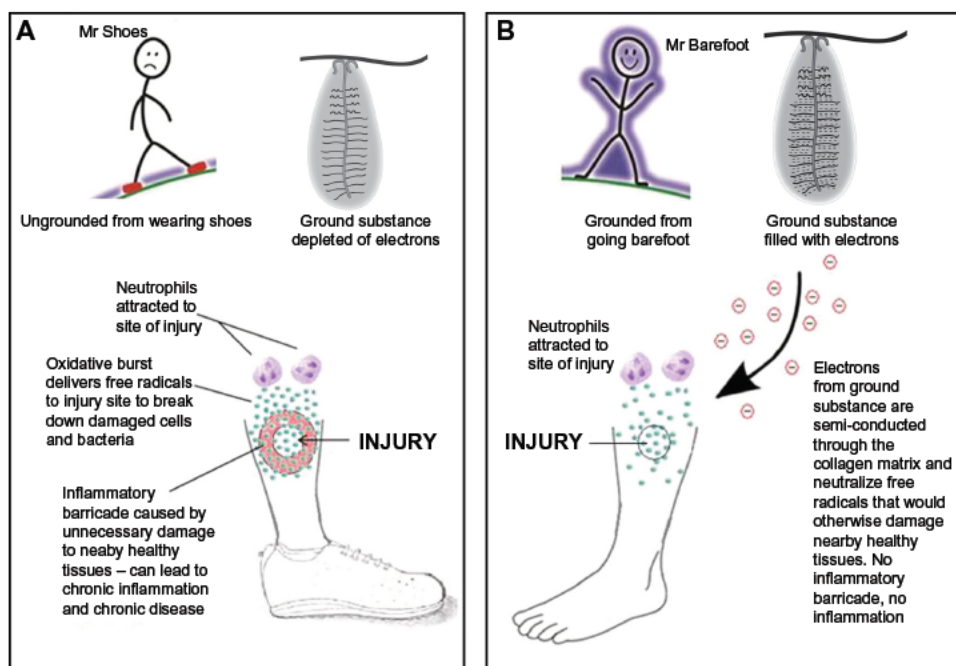 A
Mr Shoes
Ungrounded from wearing shoes
Ground substance
depleted of electrons
Neutrophils
attracted to
site of injury
Oxidative burst
delivers free radicals
to injury site to break
down damaged cells
and bacteria
INJURY
Inflammatory
barricade caused by
unnecessary damage
to neaby healthy
tissues – can lead to
chronic inflammation
and chronic disease
B
Mr Barefoot
Grounded from
going barefoot
Ground substance
filled with electrons
Neutrophils
attracted to
site of injury
INJURY
Electrons
from ground
substance are
semi-conducted
through the
collagen matrix and
neutralize free
radicals that would
otherwise damage
nearby healthy
tissues. No
inflammatory
barricade, no
inflammation